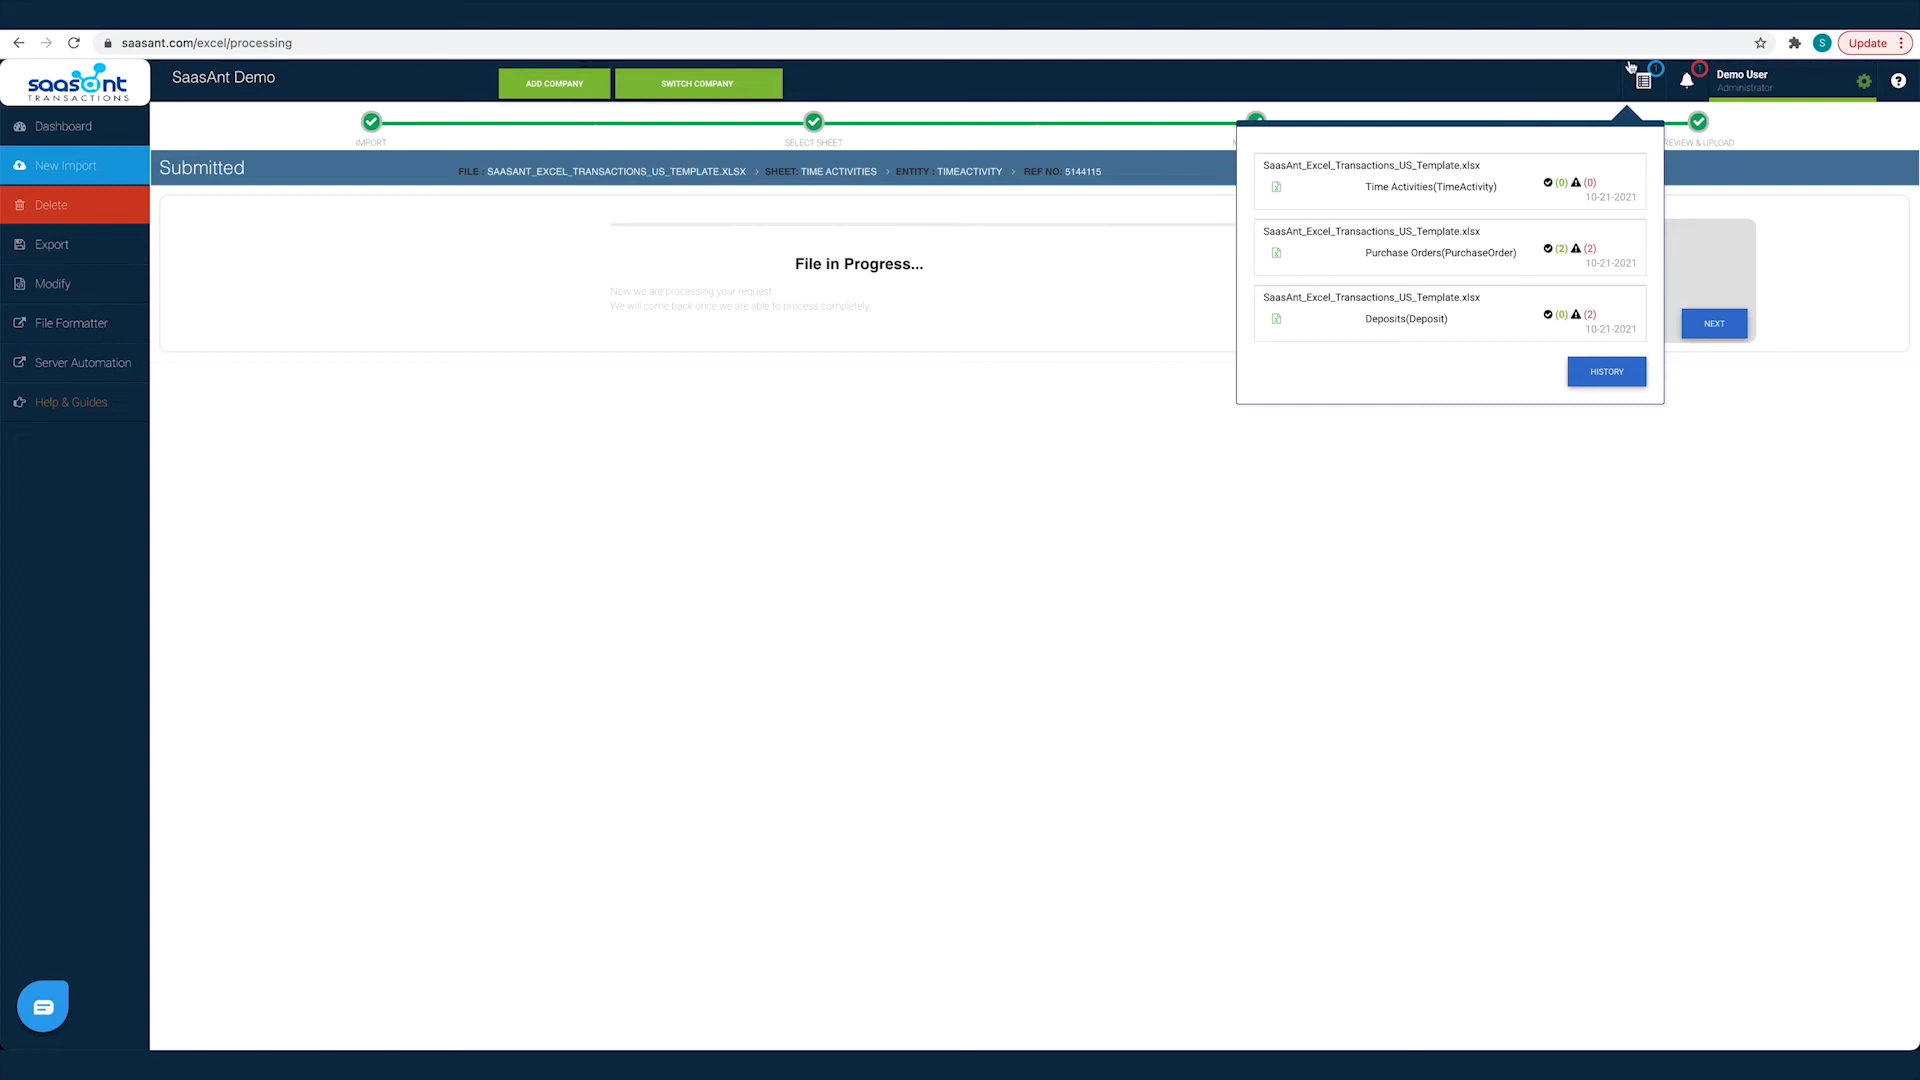 saasant.com/excel/processing
Update
saasant
TRANSACTIONS
SaasAnt Demo
ADD COMPANY
SWITCH COMPANY
1
1
Demo User
Administrator
Dashboard
New Import
Delete
Export
Modify
File Formatter
Server Automation
Help & Guides
IMPORT
SELECT SHEET
REVIEW & UPLOAD
Submitted
FILE : SAASANT_EXCEL_TRANSACTIONS_US_TEMPLATE.XLSX > SHEET: TIME ACTIVITIES > ENTITY : TIMEACTIVITY > REF NO: 5144115
File in Progress...
Now we are processing your request.
We will come back once we are able to process completely.
SaasAnt_Excel_Transactions_US_Template.xlsx
Time Activities(TimeActivity)
(0) (0)
10-21-2021
SaasAnt_Excel_Transactions_US_Template.xlsx
Purchase Orders(PurchaseOrder)
(2) (2)
10-21-2021
SaasAnt_Excel_Transactions_US_Template.xlsx
Deposits(Deposit)
(0) (2)
10-21-2021
HISTORY
NEXT